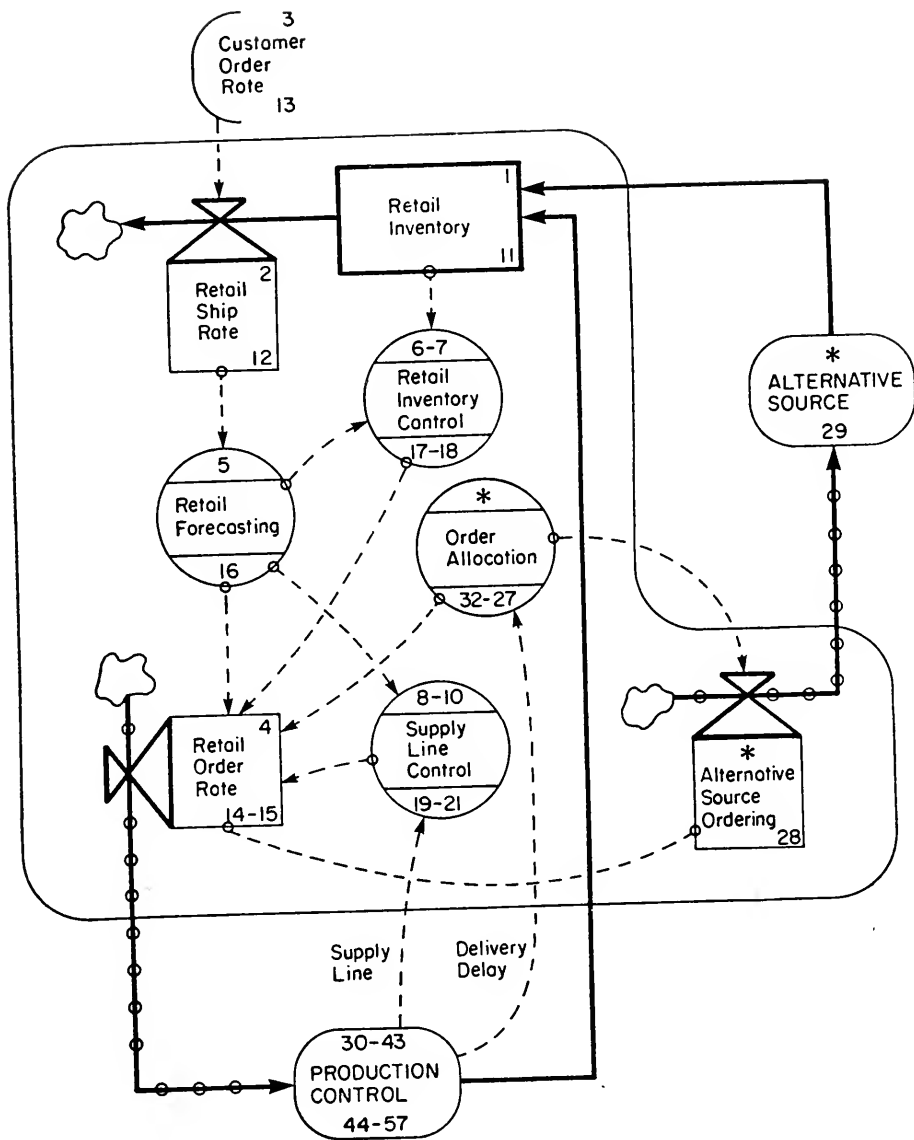 3
Customer
Order
Rote
13
1
Retail
Inventory
11
2
Retail
Ship
Rate
12
6-7
Retail
Inventory
Control
17-18
*
ALTERNATIVE
SOURCE
29
5
Retail
Forecasting
16
*
Order
Allocation
32-27
4
Retail
Order
Rate
14-15
8-10
Supply
Line Control
19-21
*
Alternative
Source
Ordering
28
Supply
Line
Delivery
Delay
30-43
PRODUCTION
CONTROL
44-57